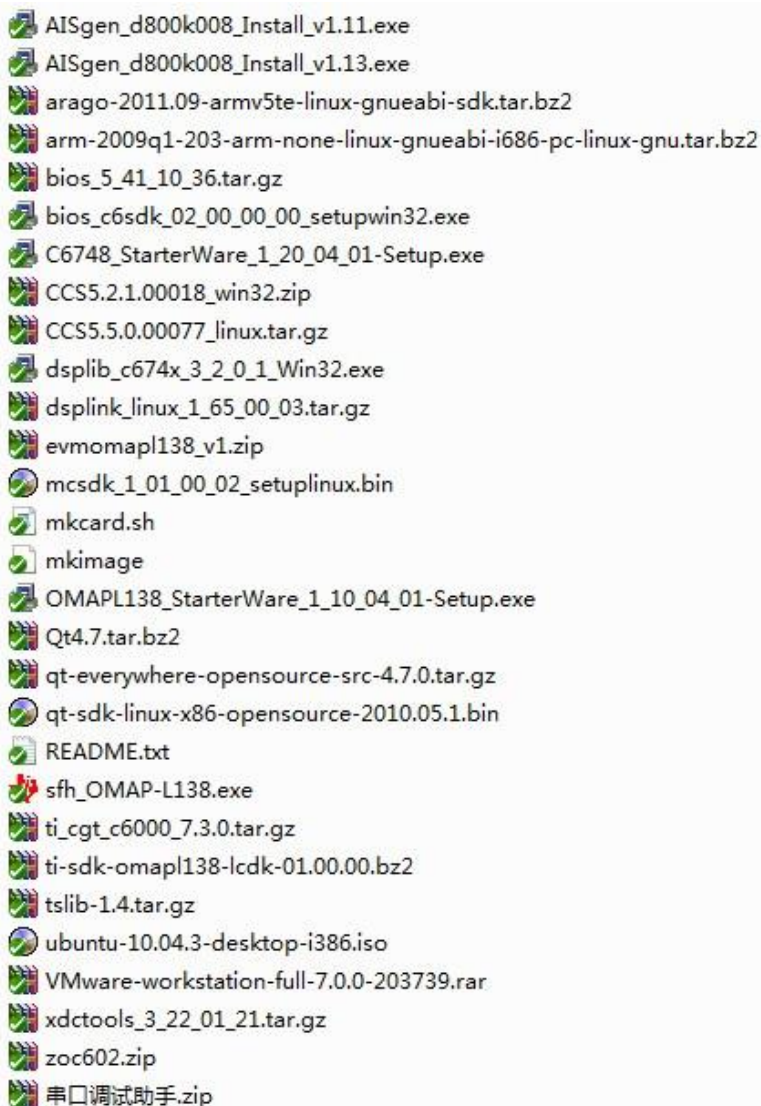 AISgen_d800k008_Install_v1.11.exe
AISgen_d800k008_Install_v1.13.exe
arago-2011.09-armv5te-linux-gnueabi-sdk.tar.bz2
arm-2009q1-203-arm-none-linux-gnueabi-i686-pc-linux-gnu.tar.bz2
bios_5_41_10_36.tar.gz
bios_c6sdk_02_00_00_00_setupwin32.exe
C6748_StarterWare_1_20_04_01-Setup.exe
CCS5.2.1.00018_win32.zip
CCS5.5.0.00077_linux.tar.gz
dsplib_c674x_3_2_0_1_Win32.exe
dsplink_linux_1_65_00_03.tar.gz
evmomapl138_v1.zip
mcsdk_1_01_00_02_setuplinux.bin
mkcard.sh
mkimage
OMAPL138_StarterWare_1_10_04_01-Setup.exe
Qt4.7.tar.bz2
qt-everywhere-opensource-src-4.7.0.tar.gz
qt-sdk-linux-x86-opensource-2010.05.1.bin
README.txt
sfh_OMAP-L138.exe
ti_cgt_c6000_7.3.0.tar.gz
ti-sdk-omapl138-lcdk-01.00.00.bz2
tslib-1.4.tar.gz
ubuntu-10.04.3-desktop-i386.iso
VMware-workstation-full-7.0.0-203739.rar
xdctools_3_22_01_21.tar.gz
zoc602.zip
串口调试助手.zip